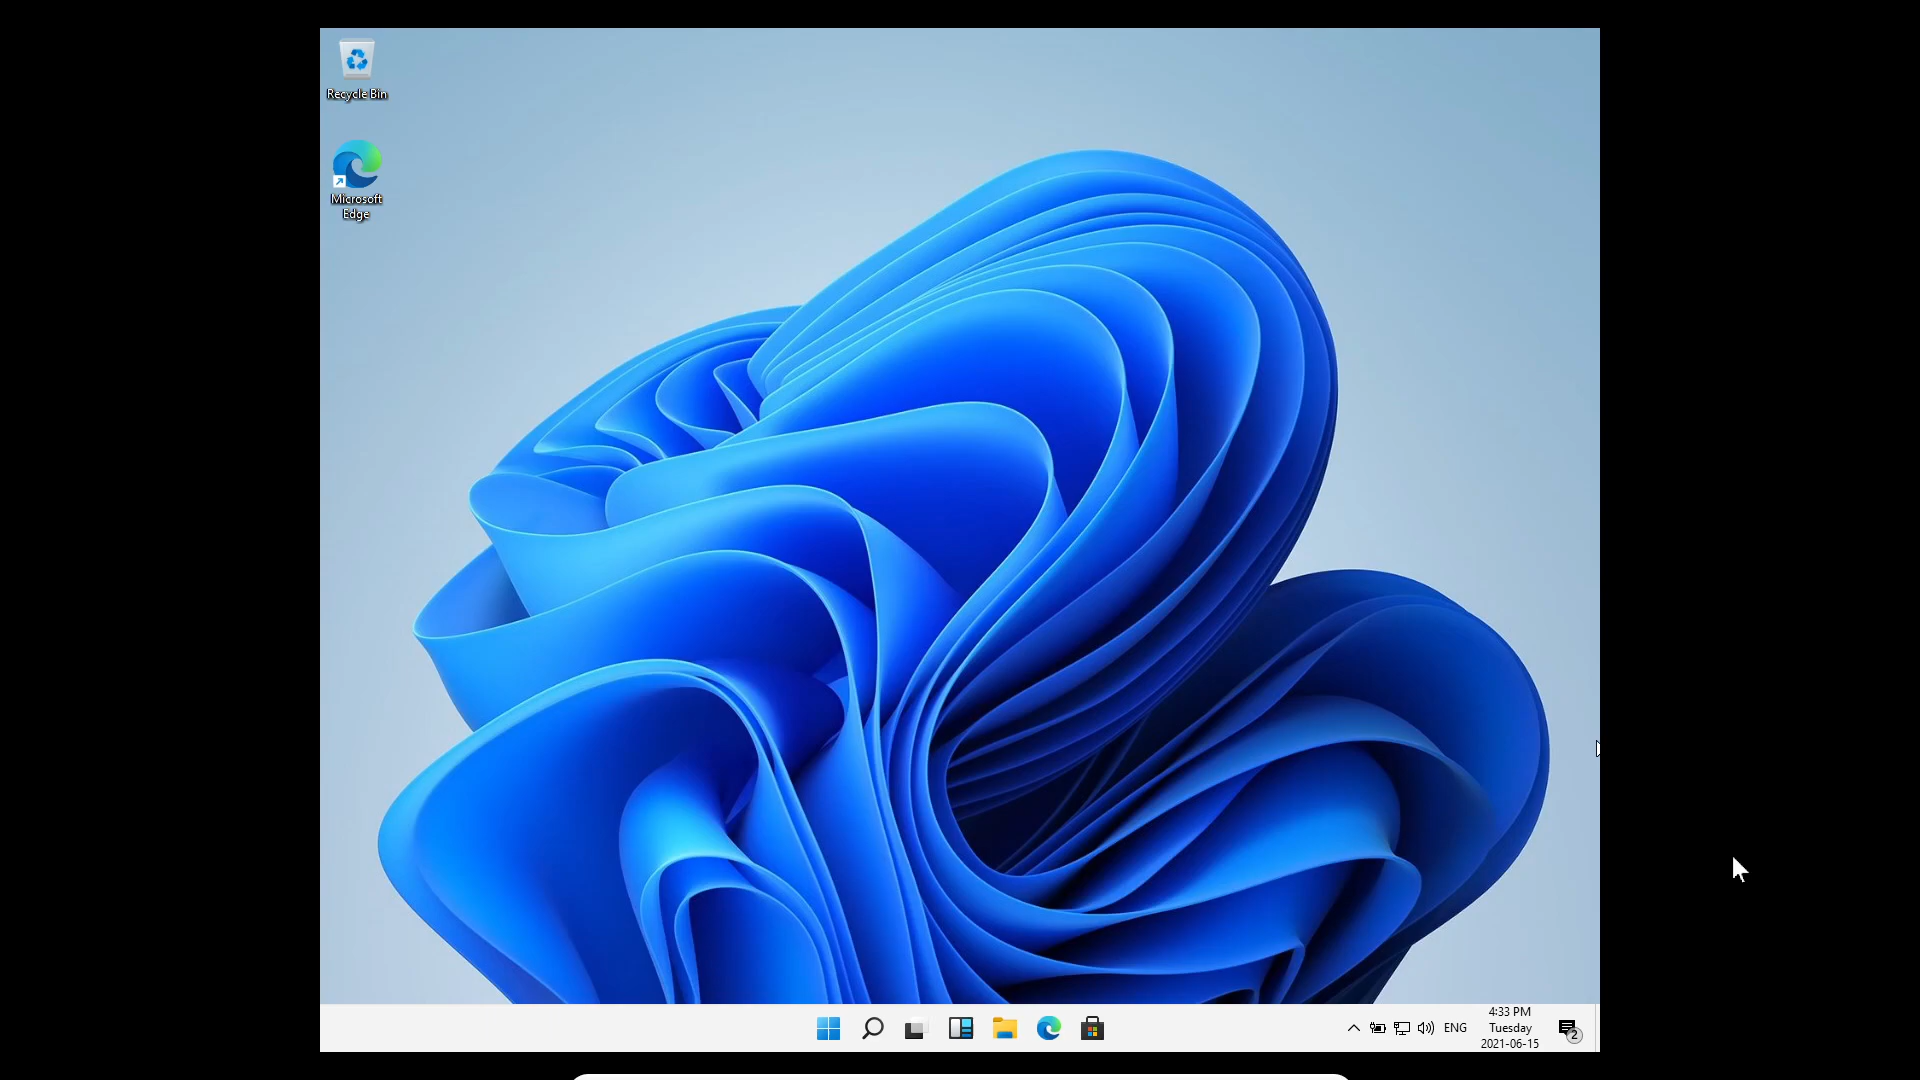 Recycle Bin
Microsoft
Edge
ENG
4:33 PM
Tuesday
2021-06-15
2